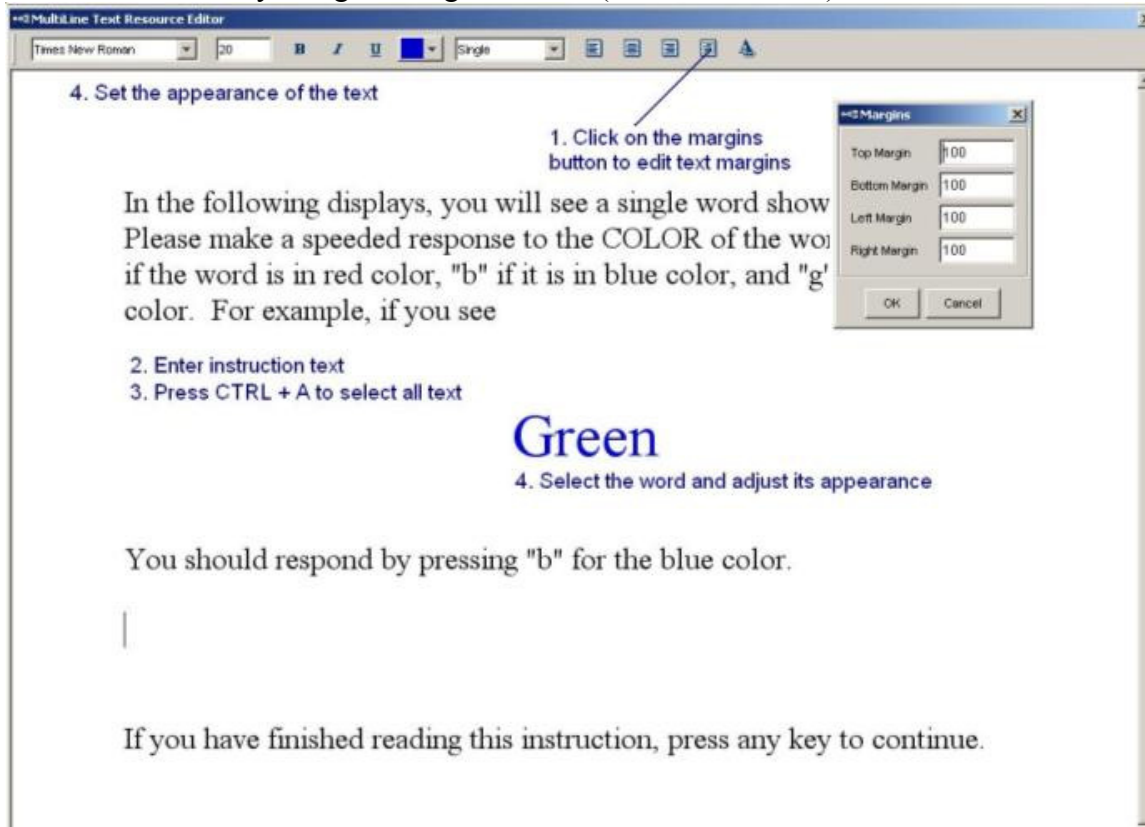 MultiLine Text Resource Editor
Times New Roman 20 B I U Single A
4. Set the appearance of the text
1. Click on the margins
button to edit text margins
Margins
Top Margin 100
Bottom Margin 100
Left Margin 100
Right Margin 100
OK Cancel
In the following displays, you will see a single word show
Please make a speeded response to the COLOR of the wor
if the word is in red color, "b" if it is in blue color, and "g"
color. For example, if you see
2. Enter instruction text
3. Press CTRL + A to select all text
Green
4. Select the word and adjust its appearance
You should respond by pressing "b" for the blue color.
If you have finished reading this instruction, press any key to continue.